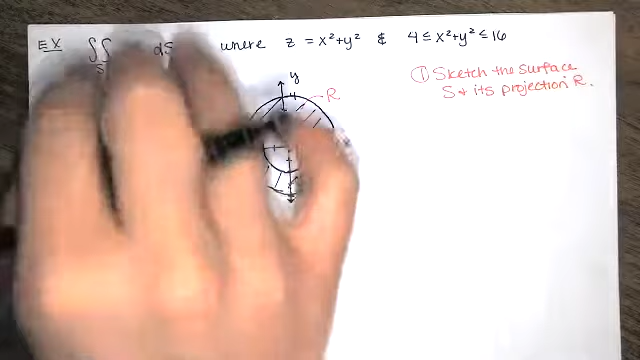 EX ∬ dS where z = x²+y² & 4 ≤ x²+y² ≤ 16
S
① Sketch the surface
S & its projection R.
y
R